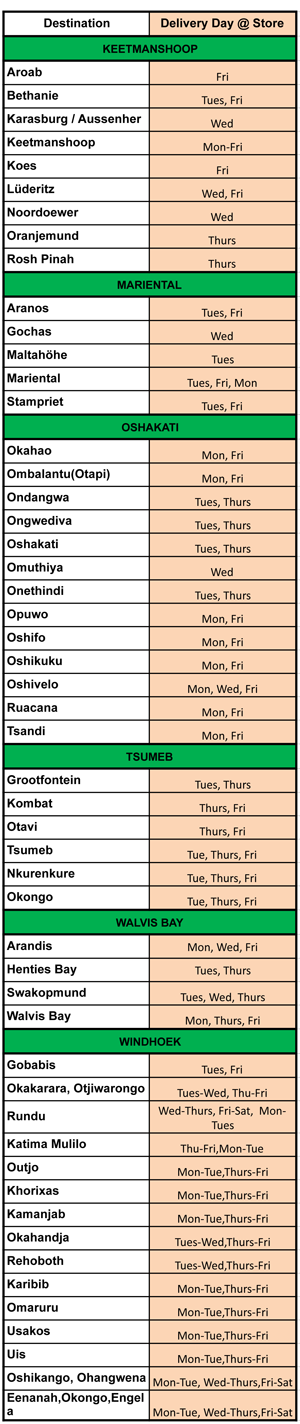 Destination Delivery Day @ Store
KEETMANSHOOP
Aroab Fri
Bethanie Tues, Fri
Karasburg / Aussenher Wed
Keetmanshoop Mon-Fri
Koes Fri
Lüderitz Wed, Fri
Noordoewer Wed
Oranjemund Thurs
Rosh Pinah Thurs
MARIENTAL
Aranos Tues, Fri
Gochas Wed
Maltahöhe Tues
Mariental Tues, Fri, Mon
Stampriet Tues, Fri
OSHAKATI
Okahao Mon, Fri
Ombalantu(Otapi) Mon, Fri
Ondangwa Tues, Thurs
Ongwediva Tues, Thurs
Oshakati Tues, Thurs
Omuthiya Wed
Onethindi Tues, Thurs
Opuwo Mon, Fri
Oshifo Mon, Fri
Oshikuku Mon, Fri
Oshivelo Mon, Wed, Fri
Ruacana Mon, Fri
Tsandi Mon, Fri
TSUMEB
Grootfontein Tues, Thurs
Kombat Thurs, Fri
Otavi Thurs, Fri
Tsumeb Tue, Thurs, Fri
Nkurenkure Tue, Thurs, Fri
Okongo Tue, Thurs, Fri
WALVIS BAY
Arandis Mon, Wed, Fri
Henties Bay Tues, Thurs
Swakopmund Tues, Wed, Thurs
Walvis Bay Mon, Thurs, Fri
WINDHOEK
Gobabis Tues, Fri
Okakarara, Otjiwarongo Tues-Wed, Thu-Fri
Rundu Wed-Thurs, Fri-Sat, Mon-
Tues
Katima Mulilo Thu-Fri,Mon-Tue
Outjo Mon-Tue,Thurs-Fri
Khorixas Mon-Tue,Thurs-Fri
Kamanjab Mon-Tue,Thurs-Fri
Okahandja Tues-Wed,Thurs-Fri
Rehoboth Tues-Wed,Thurs-Fri
Karibib Mon-Tue,Thurs-Fri
Omaruru Mon-Tue,Thurs-Fri
Usakos Mon-Tue,Thurs-Fri
Uis Mon-Tue,Thurs-Fri
Oshikango, Ohangwena Mon-Tue, Wed-Thurs,Fri-Sat
Eenanah,Okongo,Engel
a Mon-Tue, Wed-Thurs,Fri-Sat